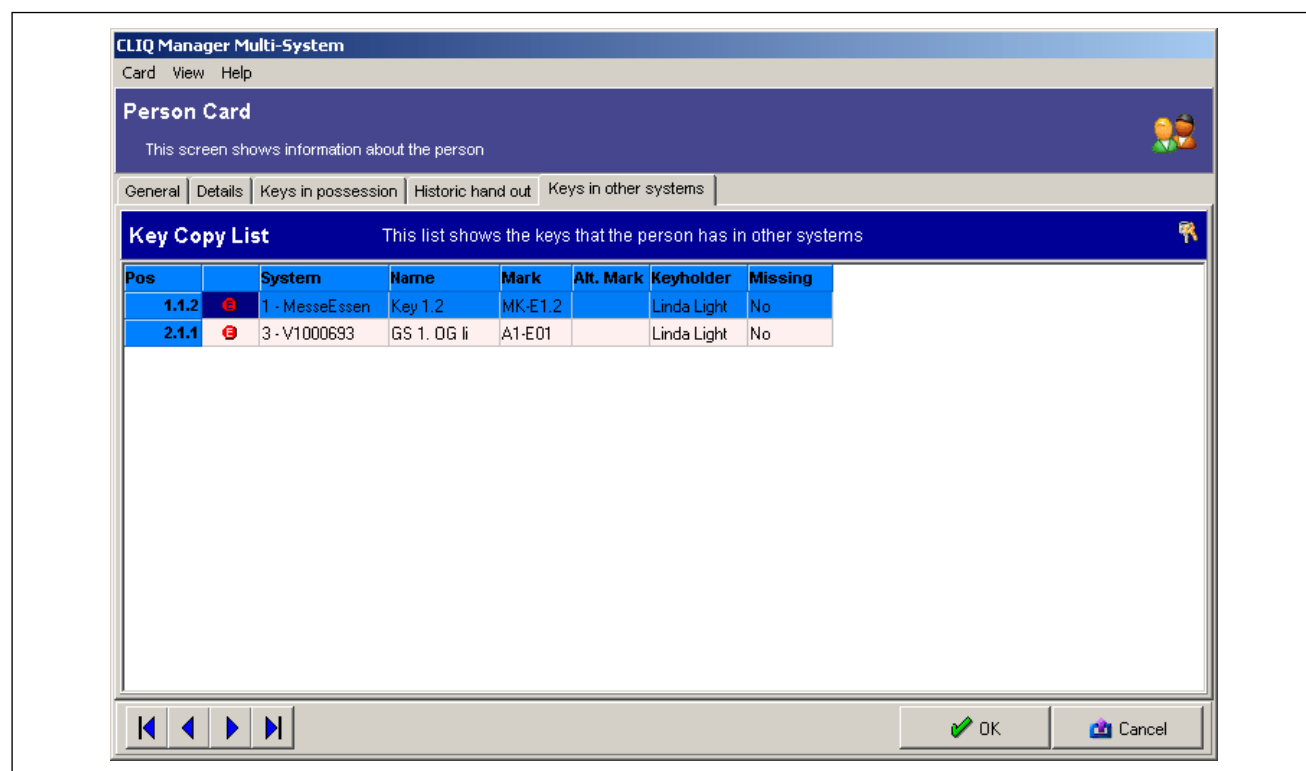 CLIQ Manager Multi-System
Card View Help
Person Card
This screen shows information about the person
General Details Keys in possession Historic hand out Keys in other systems
Key Copy List This list shows the keys that the person has in other systems
Pos System Name Mark Alt. Mark Keyholder Missing
1.1.2 E 1 - MesseEssen Key 1.2 MK-E1.2 Linda Light No
2.1.1 E 3 - V1000693 GS 1. OG li A1-E01 Linda Light No
OK Cancel